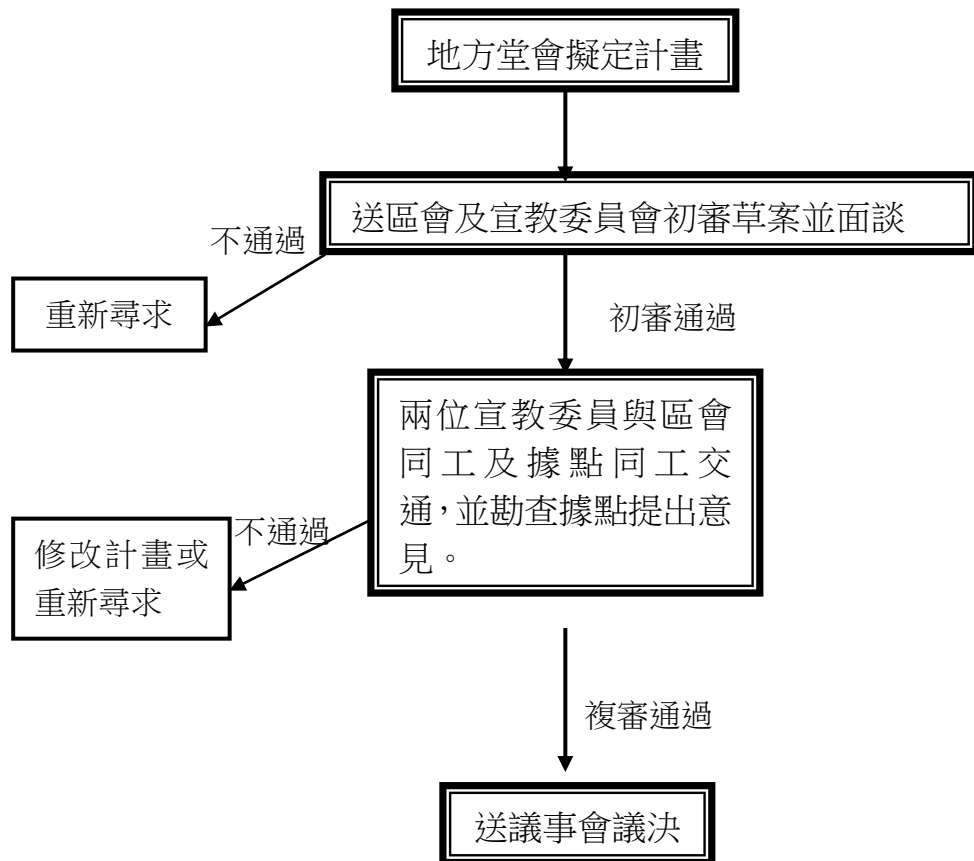 地方堂會擬定計畫
送區會及宣教委員會初審草案並面談
不通過
重新尋求
初審通過
兩位宣教委員與區會
同工及據點同工交
通，並勘查據點提出意
見。
不通過
修改計畫或
重新尋求
複審通過
送議事會議決